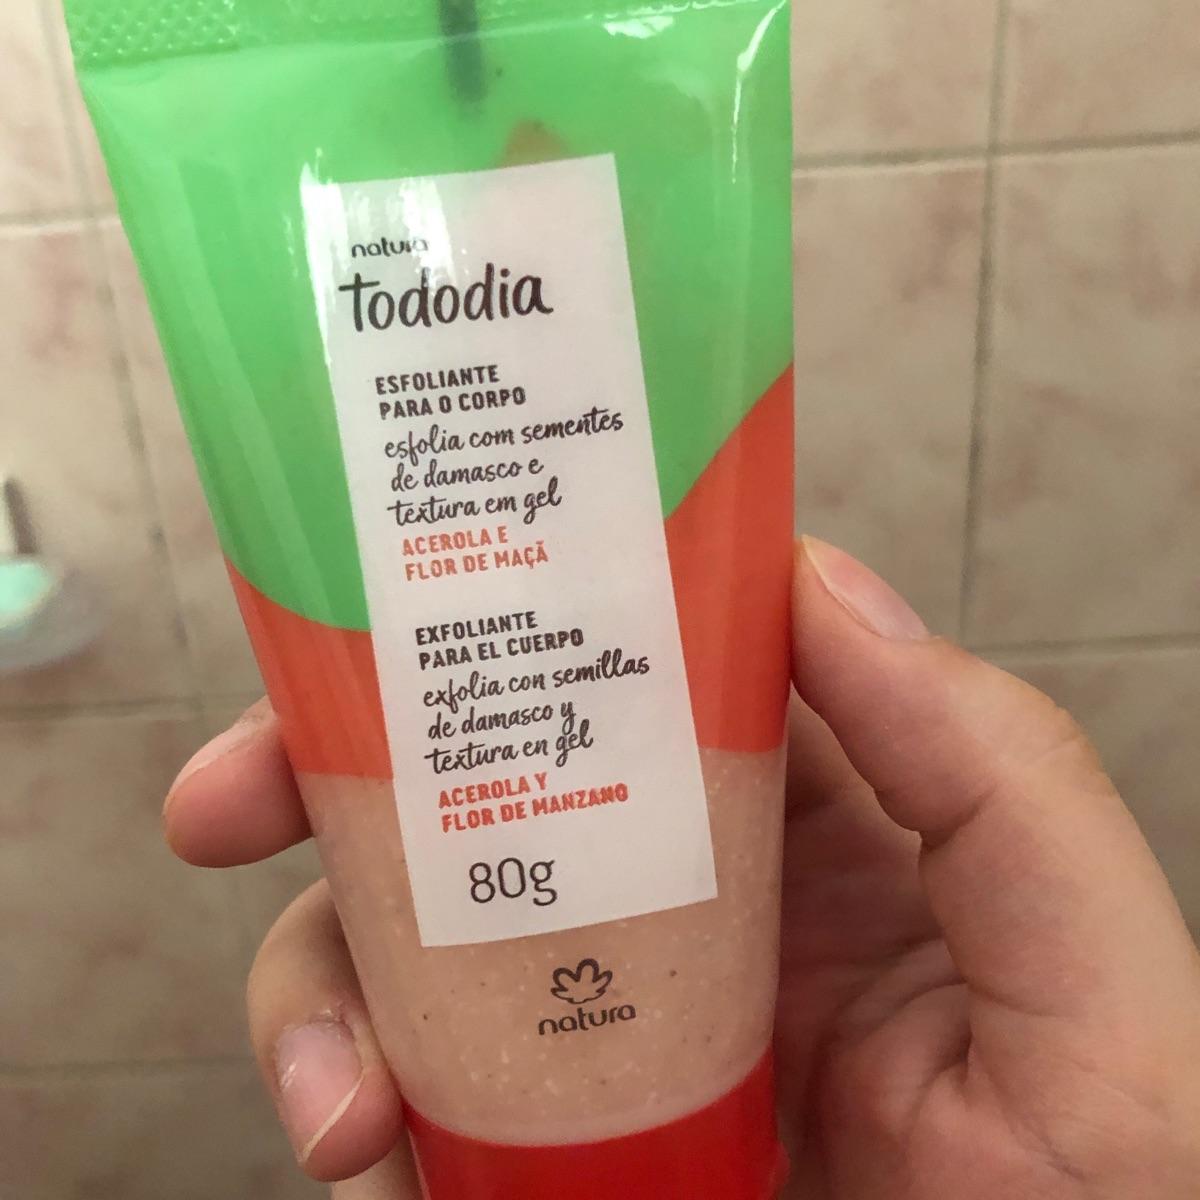 natura
tododia
ESFOLIANTE
PARA O CORPO
esfolia com sementes
de damasco e
textura em gel
ACEROLA E
FLOR DE MAÇÃ
EXFOLIANTE
PARA EL CUERPO
exfolia con semillas
de damasco y
textura en gel
ACEROLA Y
FLOR DE MANZANO
80g
natura